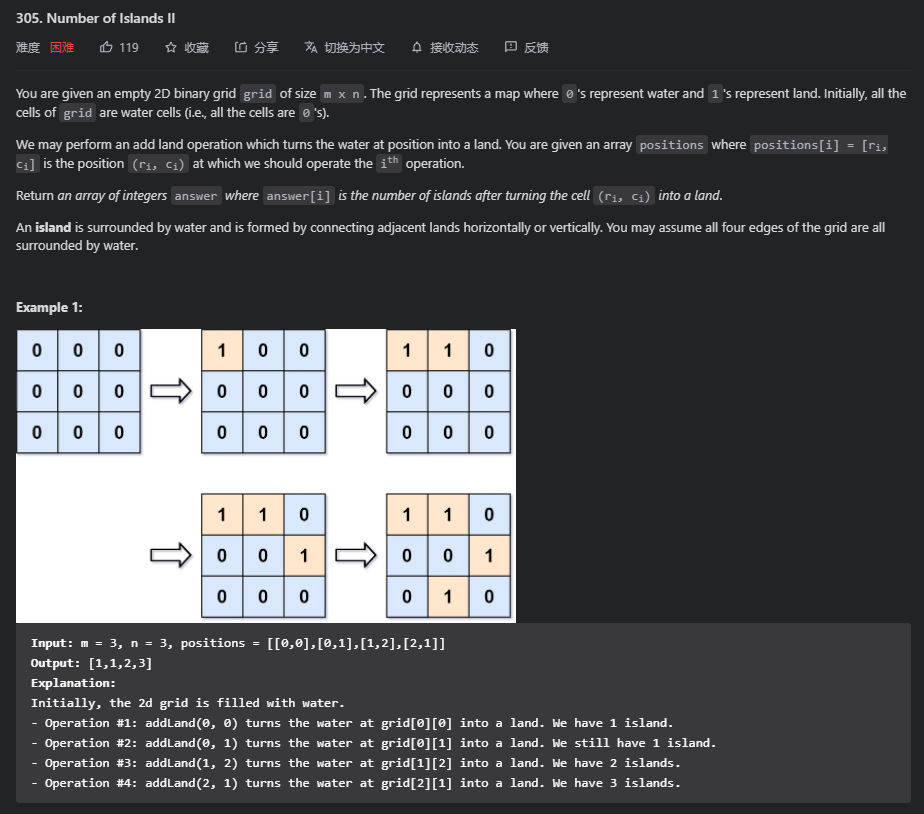 305. Number of Islands II
难度 困难 119 收藏 分享 切换为中文 接收动态 反馈
You are given an empty 2D binary grid grid of size m x n. The grid represents a map where 0's represent water and 1's represent land. Initially, all the
cells of grid are water cells (i.e., all the cells are 0's).
We may perform an add land operation which turns the water at position into a land. You are given an array positions where positions[i] = [ri,
ci] is the position (ri, ci) at which we should operate the ith operation.
Return an array of integers answer where answer[i] is the number of islands after turning the cell (ri, ci) into a land.
An island is surrounded by water and is formed by connecting adjacent lands horizontally or vertically. You may assume all four edges of the grid are all
surrounded by water.
Example 1:
0 0 0 1 0 0 1 1 0
0 0 0 0 0 0 0 0 0
0 0 0 0 0 0 0 0 0
1 1 0 1 1 0
0 0 1 0 0 1
0 0 0 0 1 0
Input: m = 3, n = 3, positions = [[0,0],[0,1],[1,2],[2,1]]
Output: [1,1,2,3]
Explanation:
Initially, the 2d grid is filled with water.
- Operation #1: addLand(0, 0) turns the water at grid[0][0] into a land. We have 1 island.
- Operation #2: addLand(0, 1) turns the water at grid[0][1] into a land. We still have 1 island.
- Operation #3: addLand(1, 2) turns the water at grid[1][2] into a land. We have 2 islands.
- Operation #4: addLand(2, 1) turns the water at grid[2][1] into a land. We have 3 islands.